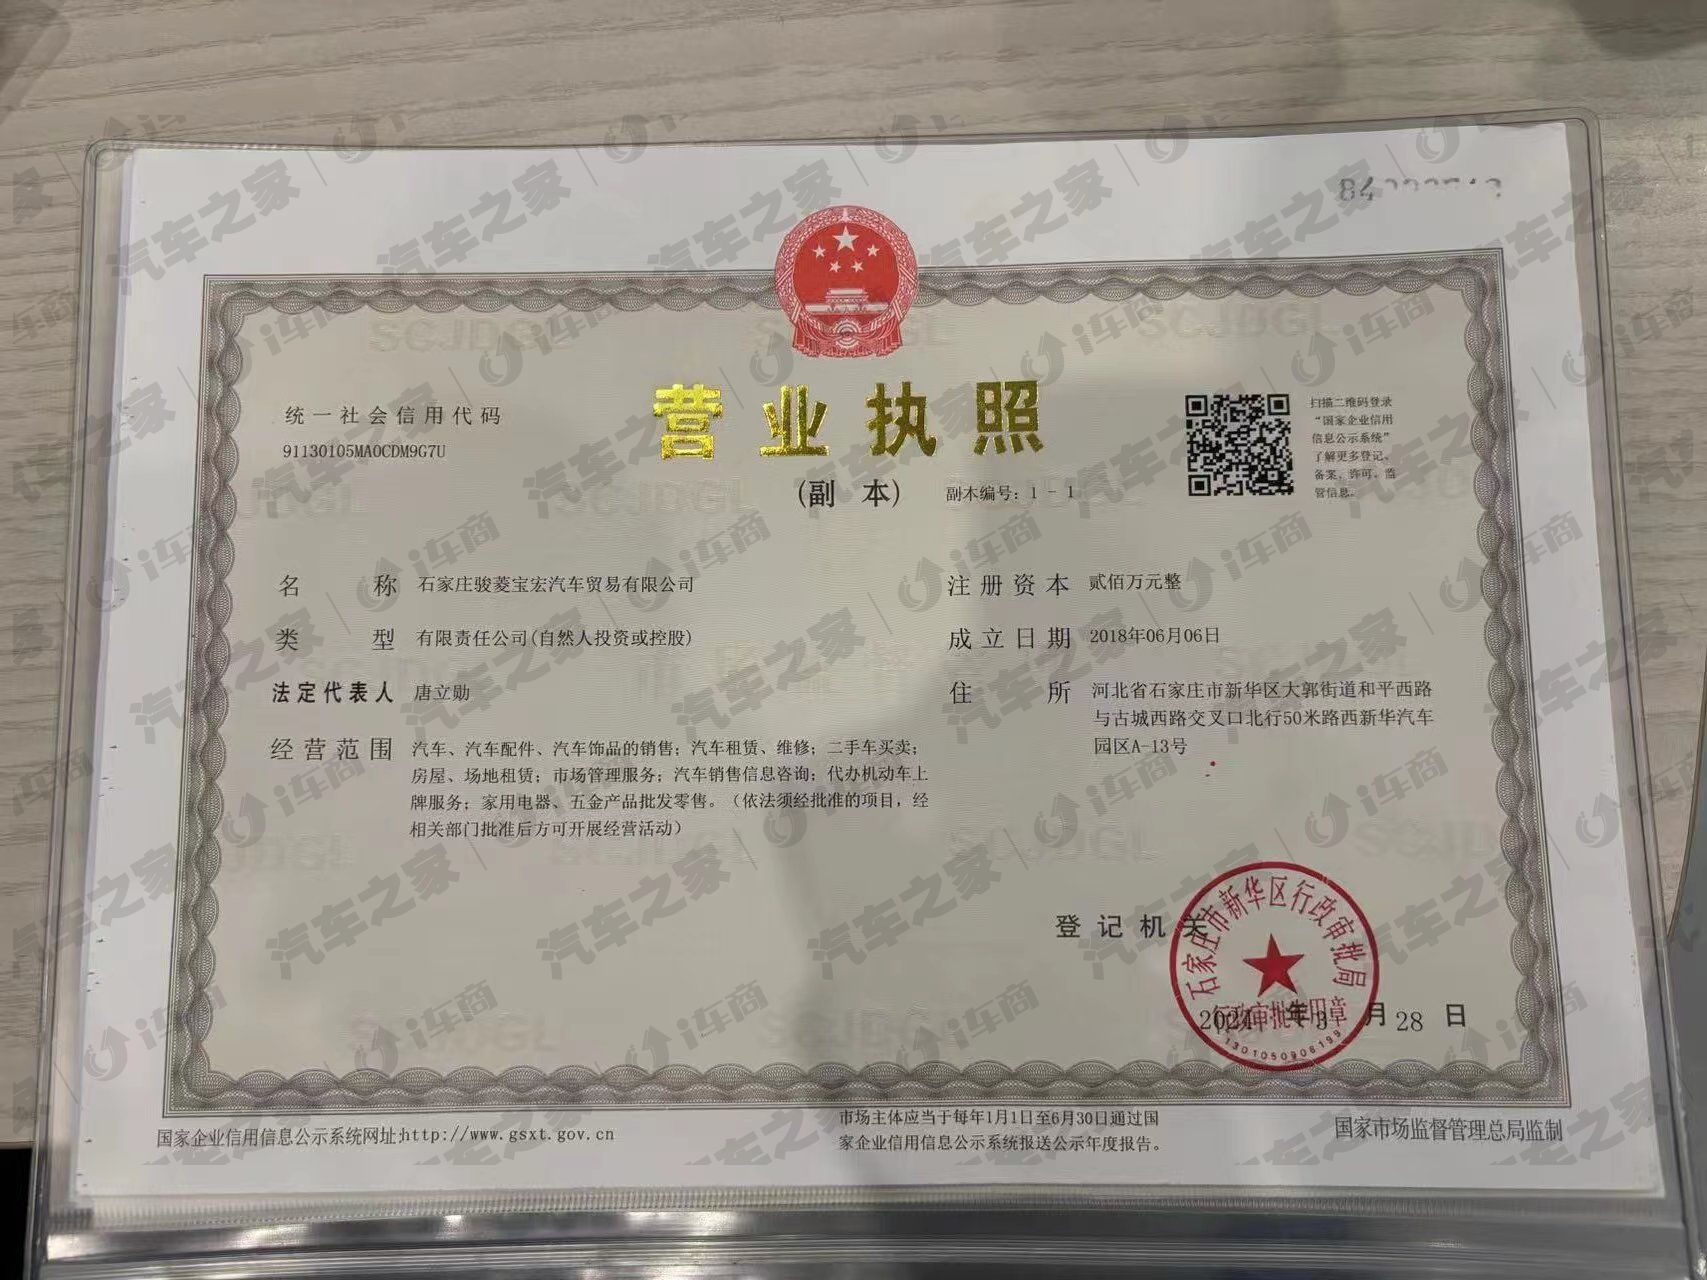 统一社会信用代码
91130105MA0CDM9G7U
营业执照
(副 本)
副本编号：1 - 1
扫描二维码登录
“国家企业信用
信息公示系统”
了解更多登记、
备案、许可、监
管信息。
名 称 石家庄骏菱宝宏汽车贸易有限公司
类 型 有限责任公司(自然人投资或控股)
法定代表人 唐立勋
经营范围 汽车、汽车配件、汽车饰品的销售；汽车租赁、维修；二手车买卖；
房屋、场地租赁；市场管理服务；汽车销售信息咨询；代办机动车上
牌服务；家用电器、五金产品批发零售。（依法须经批准的项目，经
相关部门批准后方可开展经营活动）
注册资本 贰佰万元整
成立日期 2018年06月06日
住 所 河北省石家庄市新华区大郭街道和平西路
与古城西路交叉口北行50米路西新华汽车
园区A-13号
登记机关
石家庄市新华区行政审批局
行政审批专用章
2024 年 3 月 28 日
国家企业信用信息公示系统网址:http://www.gsxt.gov.cn
市场主体应当于每年1月1日至6月30日通过国
家企业信用信息公示系统报送公示年度报告。
国家市场监督管理总局监制
SCJDGL
汽车之家
i车商